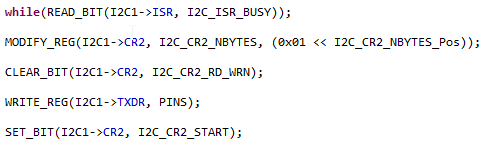 while(READ_BIT(I2C1->ISR, I2C_ISR_BUSY));
MODIFY_REG(I2C1->CR2, I2C_CR2_NBYTES, (0x01 << I2C_CR2_NBYTES_Pos));
CLEAR_BIT(I2C1->CR2, I2C_CR2_RD_WRN);
WRITE_REG(I2C1->TXDR, PINS);
SET_BIT(I2C1->CR2, I2C_CR2_START);